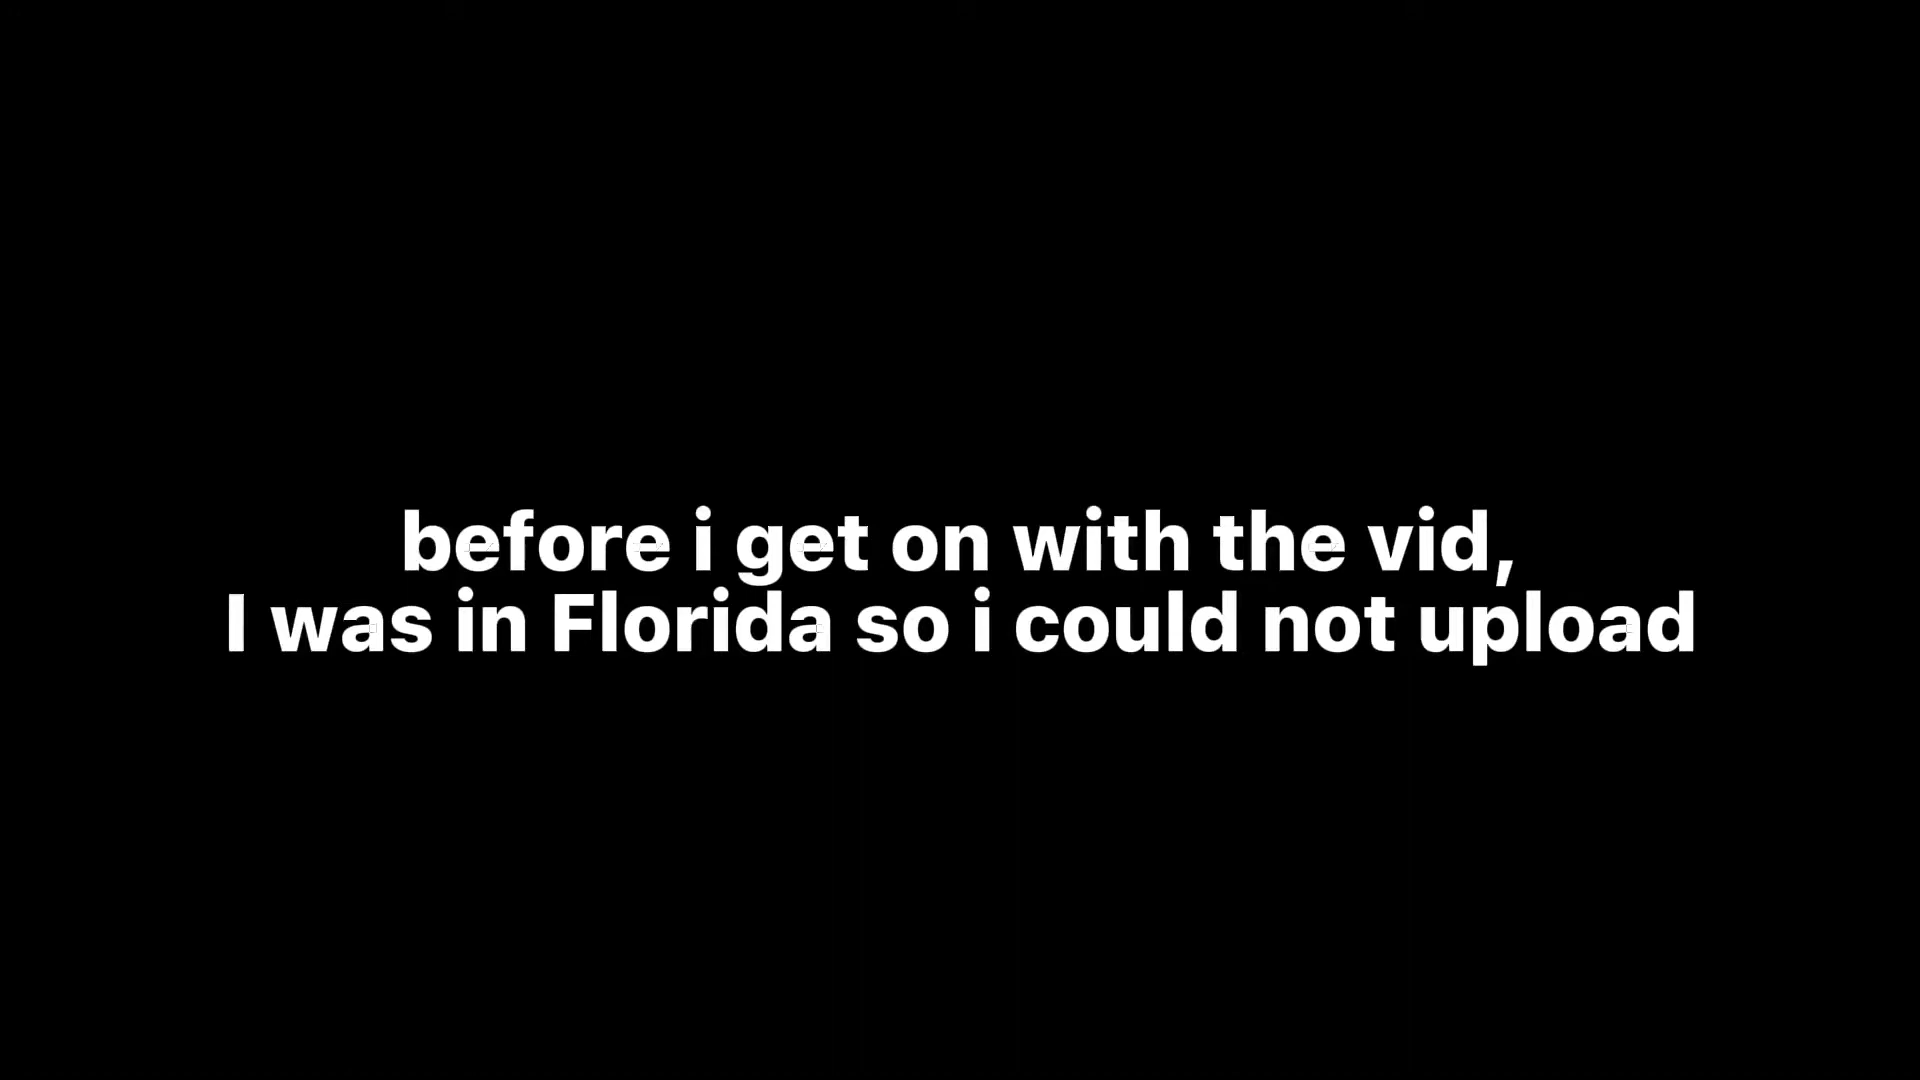 before i get on with the vid,
I was in Florida so i could not upload